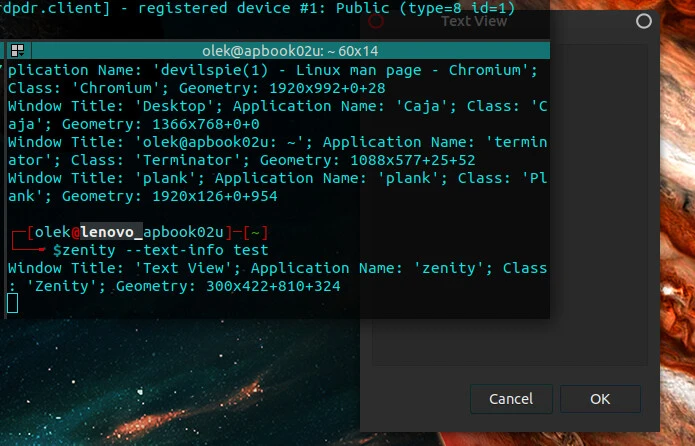 rdpdr.client] - registered device #1: Public (type=8 id=1)
Text View
olek@apbook02u: ~ 60x14
plication Name: 'devilspie(1) - Linux man page - Chromium';
Class: 'Chromium'; Geometry: 1920x992+0+28
Window Title: 'Desktop'; Application Name: 'Caja'; Class: 'C
aja'; Geometry: 1366x768+0+0
Window Title: 'olek@apbook02u: ~'; Application Name: 'termin
ator'; Class: 'Terminator'; Geometry: 1088x577+25+52
Window Title: 'plank'; Application Name: 'plank'; Class: 'Pl
ank'; Geometry: 1920x126+0+954
[olek@lenovo_apbook02u]─[~]
$zenity --text-info test
Window Title: 'Text View'; Application Name: 'zenity'; Class
: 'Zenity'; Geometry: 300x422+810+324
Cancel
OK